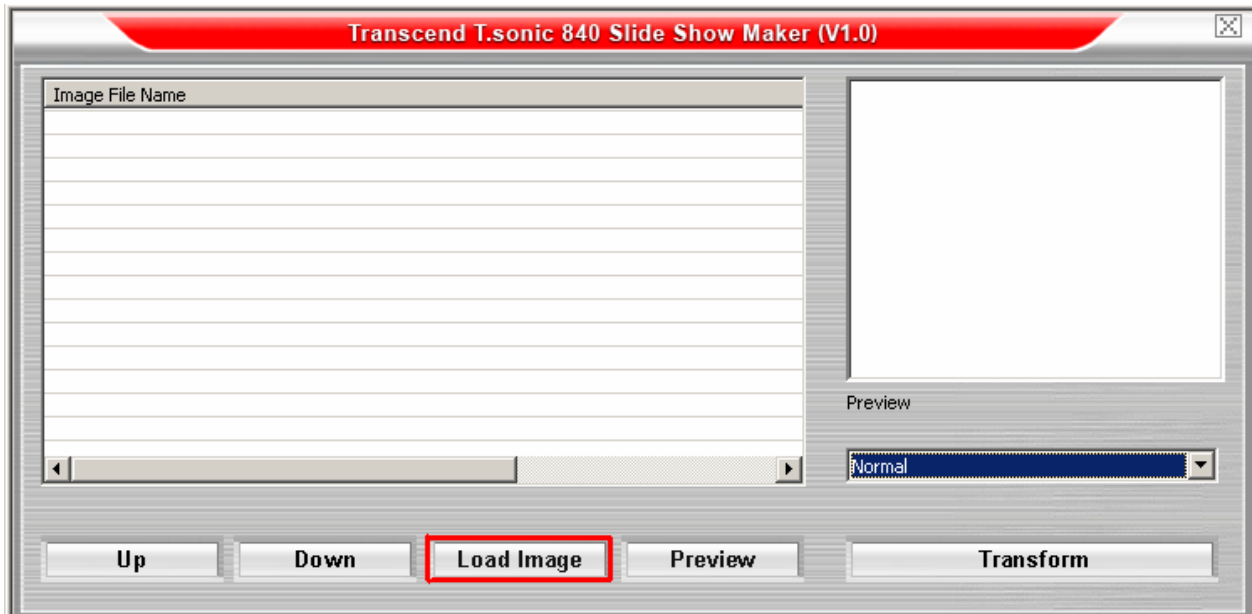 Transcend T.sonic 840 Slide Show Maker (V1.0)
Image File Name
Preview
Normal
Up
Down
Load Image
Preview
Transform